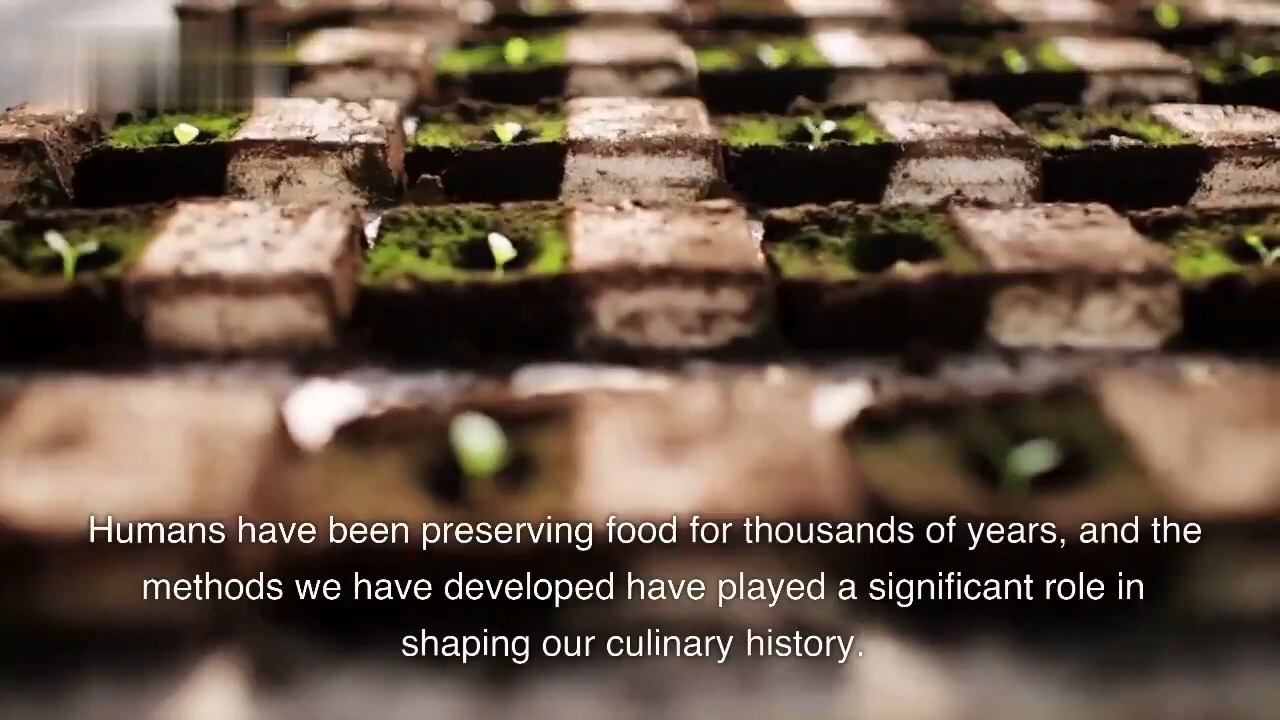 Humans have been preserving food for thousands of years, and the
methods we have developed have played a significant role in
shaping our culinary history.